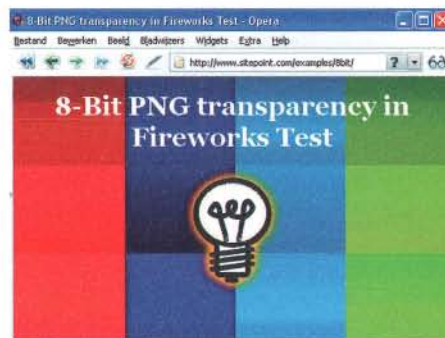 8-Bit PNG transparency in Fireworks Test - Opera
Bestand Bewerken Beeld Bladwijzers Widgets Extra Help
http://www.sitepoint.com/examples/8bit/ ?
8-Bit PNG transparency in
Fireworks Test